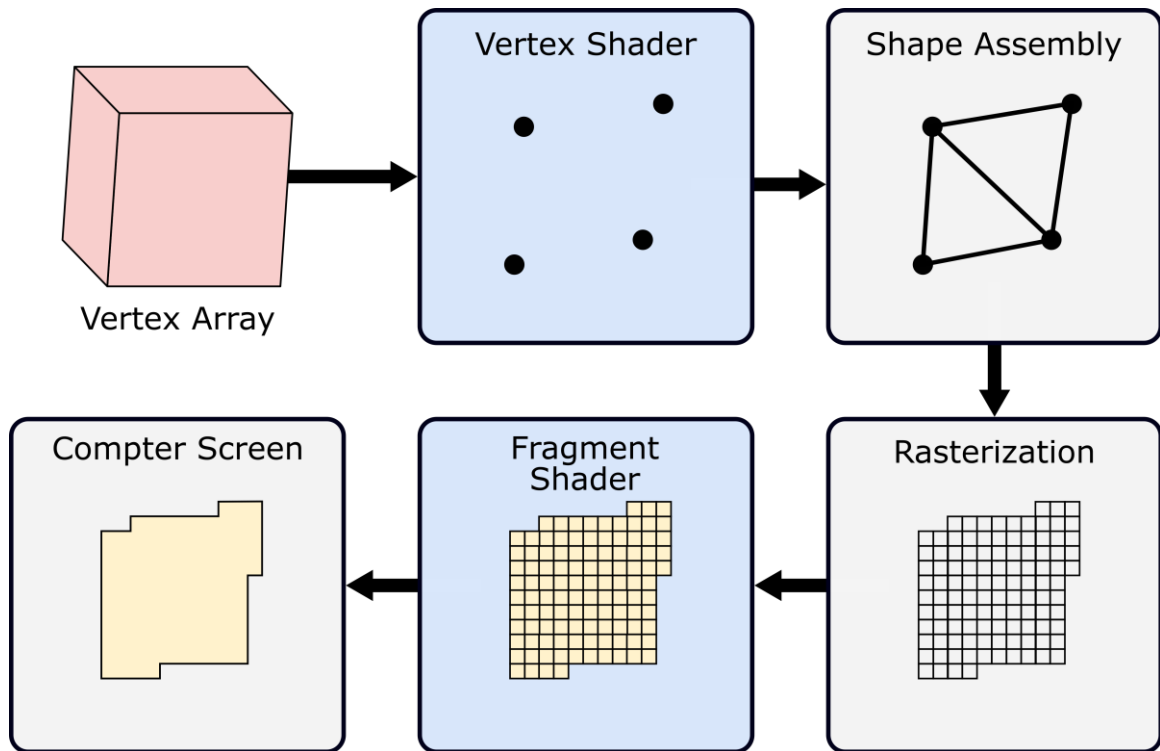 Vertex Shader
Shape Assembly
Vertex Array
Compter Screen
Fragment
Shader
Rasterization